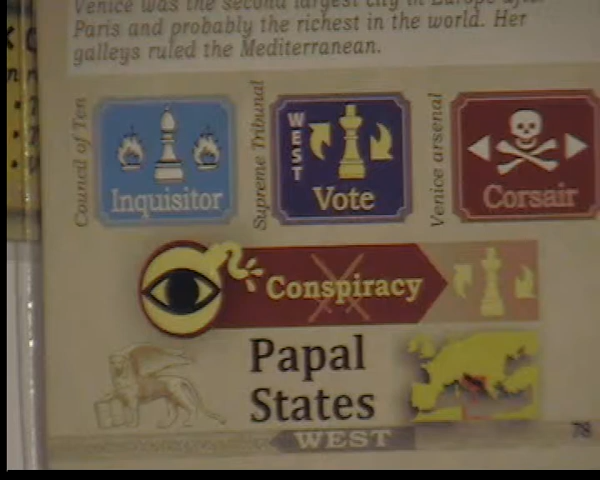 Venice was the second largest city in Europe after
Paris and probably the richest in the world. Her
galleys ruled the Mediterranean.
Council of Ten
Inquisitor
Supreme Tribunal
WEST
Vote
Venice arsenal
Corsair
Conspiracy
Papal
States
WEST
78